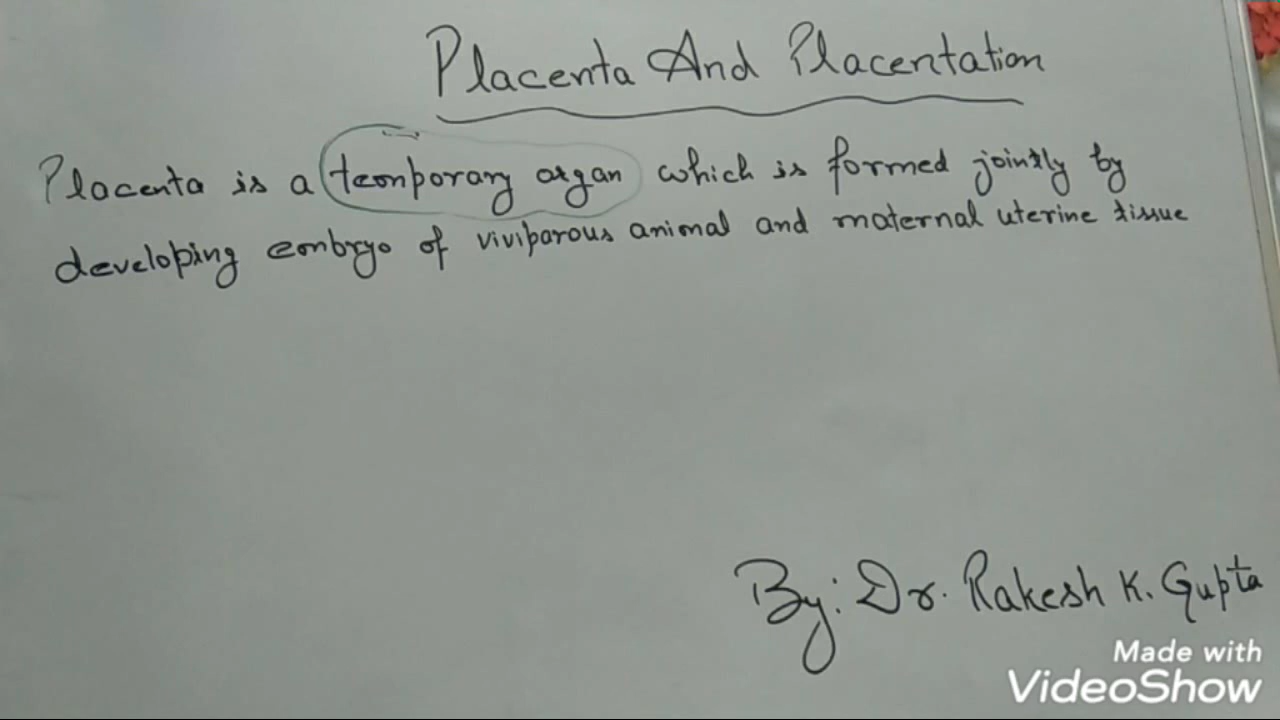 Placenta And Placentation
Placenta is a temporary organ which is formed jointly by
developing embryo of viviparous animal and maternal uterine tissue
By: Dr. Rakesh K. Gupta
Made with
VideoShow